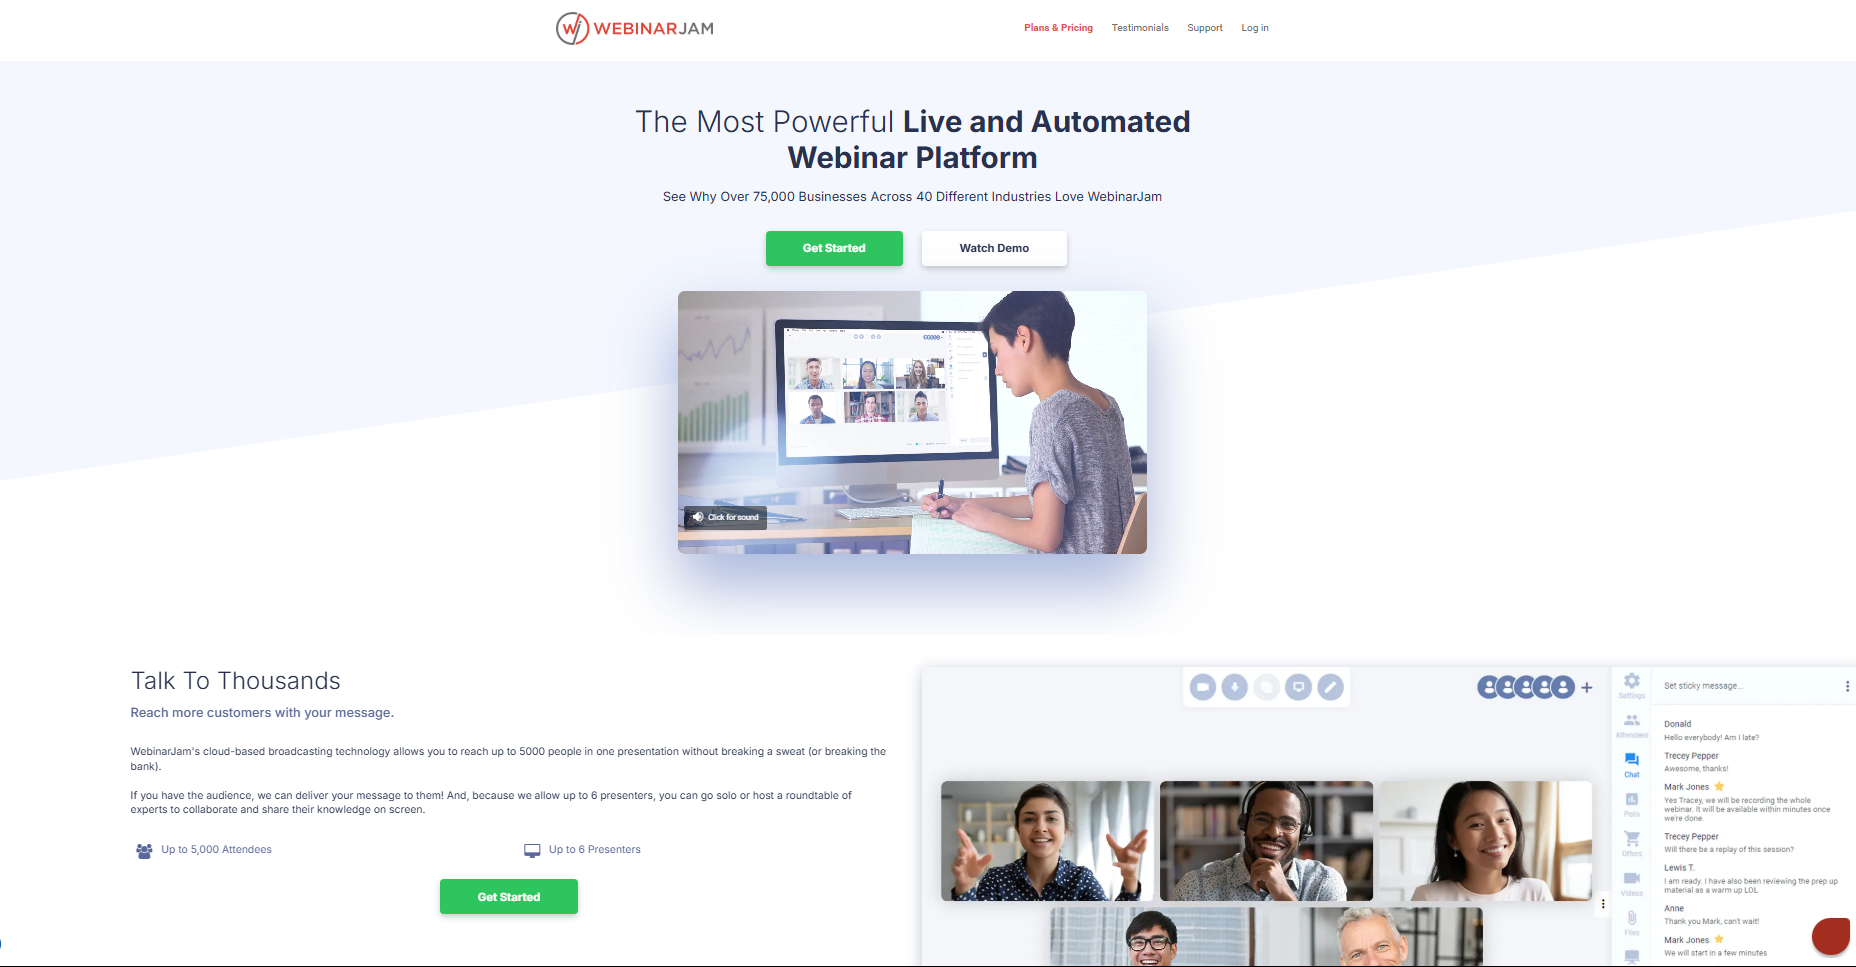 WEBINARJAM
Plans & Pricing
Testimonials
Support
Log in
The Most Powerful Live and Automated
Webinar Platform
See Why Over 75,000 Businesses Across 40 Different Industries Love WebinarJam
Get Started
Watch Demo
Click for sound
Talk To Thousands
Reach more customers with your message.
WebinarJam's cloud-based broadcasting technology allows you to reach up to 5000 people in one presentation without breaking a sweat (or breaking the
bank).
If you have the audience, we can deliver your message to them! And, because we allow up to 6 presenters, you can go solo or host a roundtable of
experts to collaborate and share their knowledge on screen.
Up to 5,000 Attendees
Up to 6 Presenters
Get Started
Settings
Attendees
Chat
Polls
Offers
Videos
Files
Set sticky message...
Donald
Hello everybody! Am I late?
Trecey Pepper
Awesome, thanks!
Mark Jones
Yes Tracey, we will be recording the whole
webinar. It will be available within minutes once
we're done.
Trecey Pepper
Will there be a replay of this session?
Lewis T.
I am ready. I have also been reviewing the prep up
material as a warm up LOL
Anne
Thank you Mark, can't wait!
Mark Jones
We will start in a few minutes